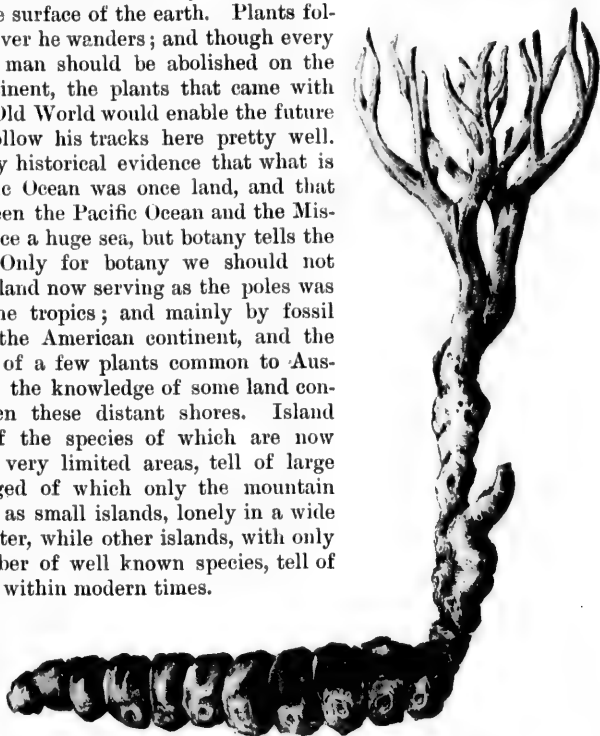 e surface of the earth. Plants fol-
ver he wanders; and though every
man should be abolished on the
inent, the plants that came with
Old World would enable the future
ollow his tracks here pretty well.
y historical evidence that what is
c Ocean was once land, and that
een the Pacific Ocean and the Mis-
ce a huge sea, but botany tells the
Only for botany we should not
land now serving as the poles was
he tropics; and mainly by fossil
the American continent, and the
of a few plants common to Aus-
the knowledge of some land con-
en these distant shores. Island
f the species of which are now
very limited areas, tell of large
ged of which only the mountain
as small islands, lonely in a wide
ter, while other islands, with only
ber of well known species, tell of
within modern times.